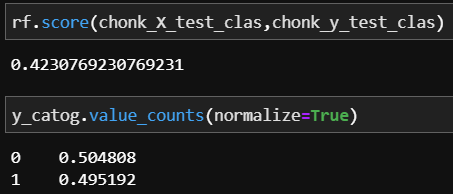 rf.score(chonk_X_test_clas,chonk_y_test_clas)
0.4230769230769231
y_catog.value_counts(normalize=True)
0    0.504808
1    0.495192